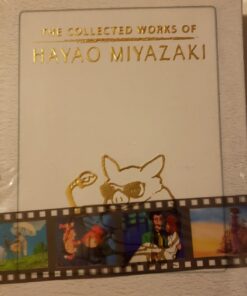 THE COLLECTED WORKS OF
HAYAO MIYAZAKI